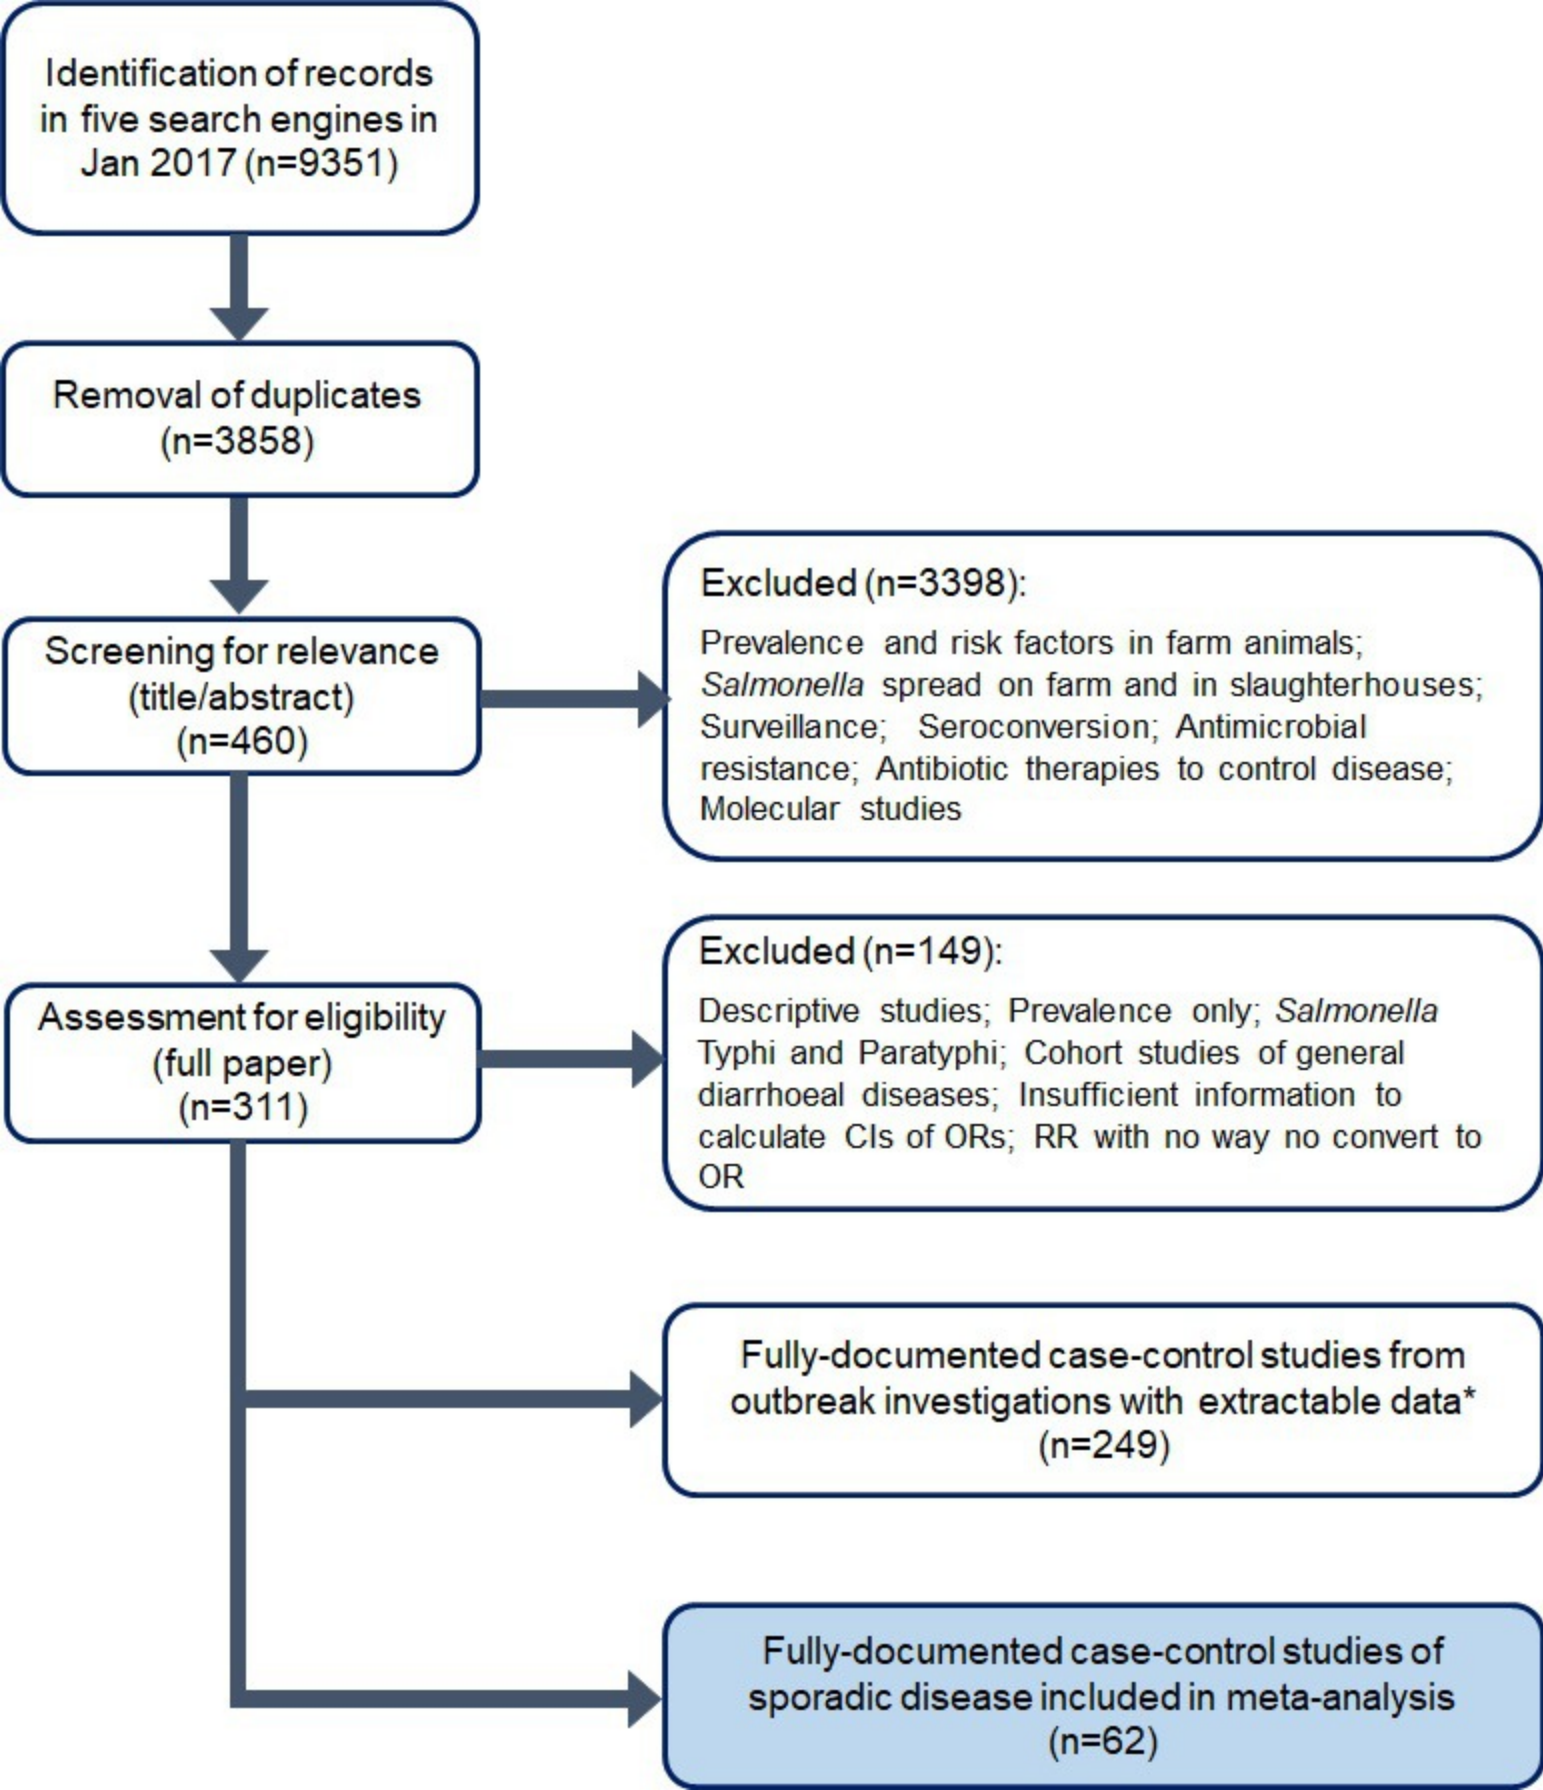 Identification of records
in five search engines in
Jan 2017 (n=9351)
Removal of duplicates
(n=3858)
Screening for relevance
(title/abstract)
(n=460)
Excluded (n=3398):
Prevalence and risk factors in farm animals;
Salmonella spread on farm and in slaughterhouses;
Surveillance; Seroconversion; Antimicrobial
resistance; Antibiotic therapies to control disease;
Molecular studies
Assessment for eligibility
(full paper)
(n=311)
Excluded (n=149):
Descriptive studies; Prevalence only; Salmonella
Typhi and Paratyphi; Cohort studies of general
diarrhoeal diseases; Insufficient information to
calculate CIs of ORs; RR with no way no convert to
OR
Fully-documented case-control studies from
outbreak investigations with extractable data*
(n=249)
Fully-documented case-control studies of
sporadic disease included in meta-analysis
(n=62)